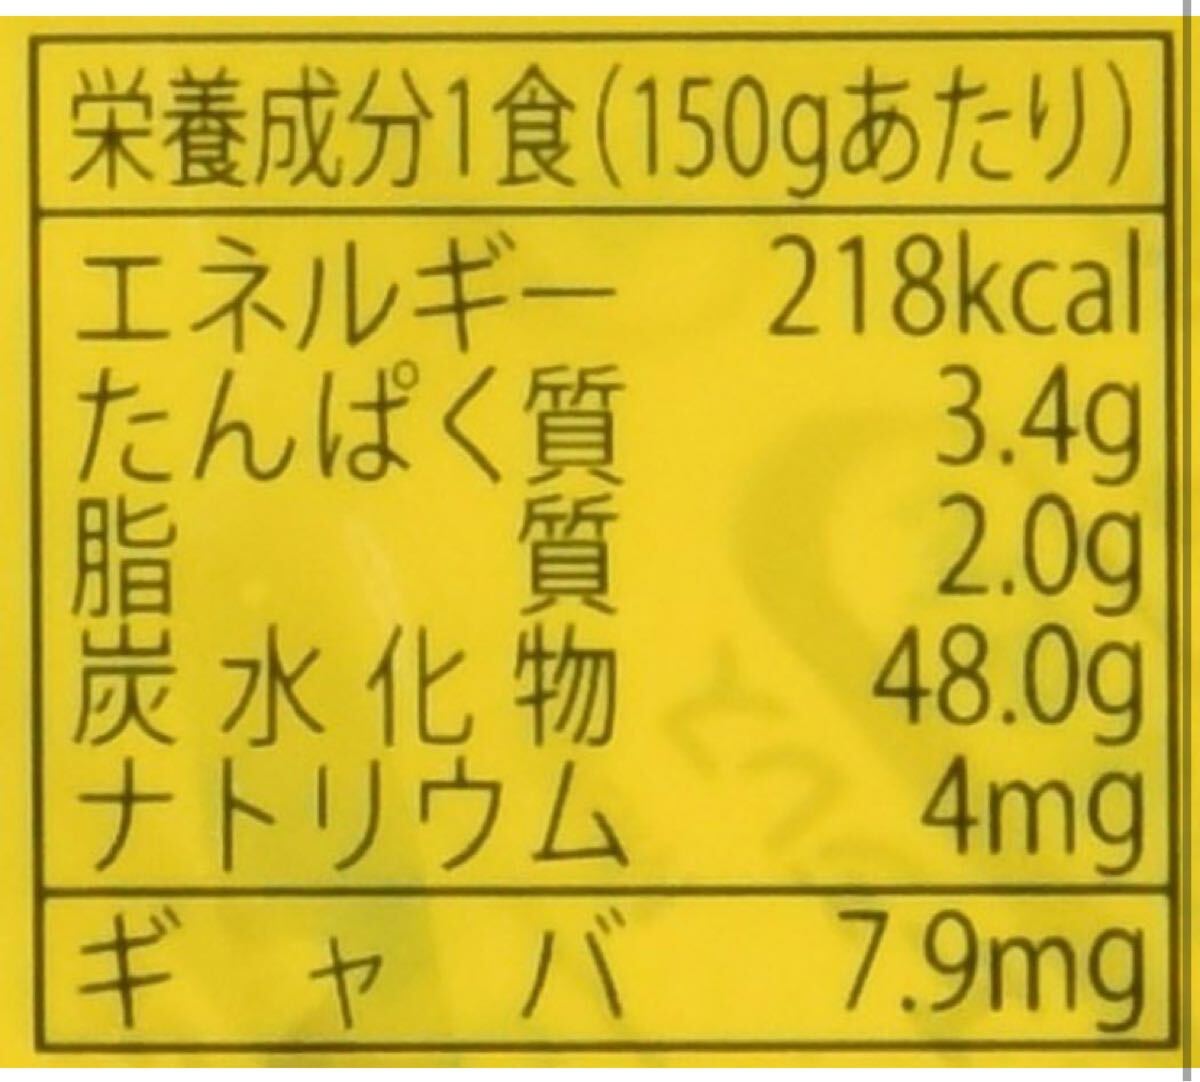 栄養成分1食(150gあたり)
エネルギー 218kcal
たんぱく質 3.4g
脂質 2.0g
炭水化物 48.0g
ナトリウム 4mg
ギャバ 7.9mg